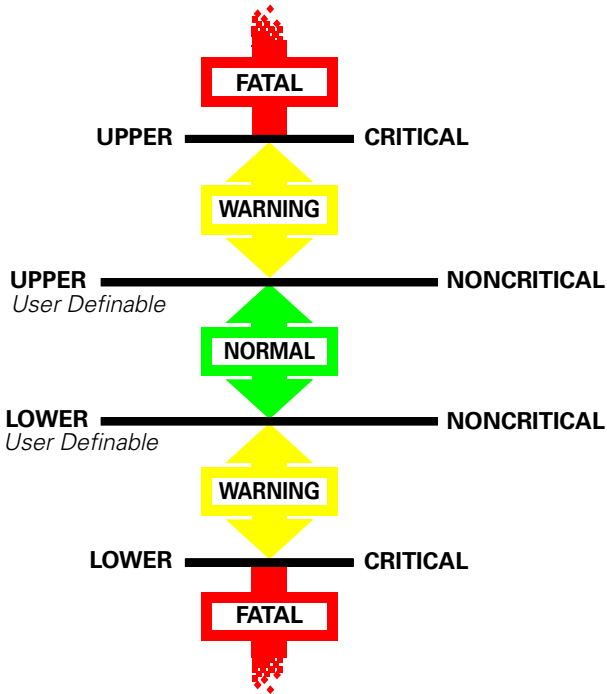 FATAL
UPPER CRITICAL
WARNING
UPPER NONCRITICAL
User Definable
NORMAL
LOWER NONCRITICAL
User Definable
WARNING
LOWER CRITICAL
FATAL